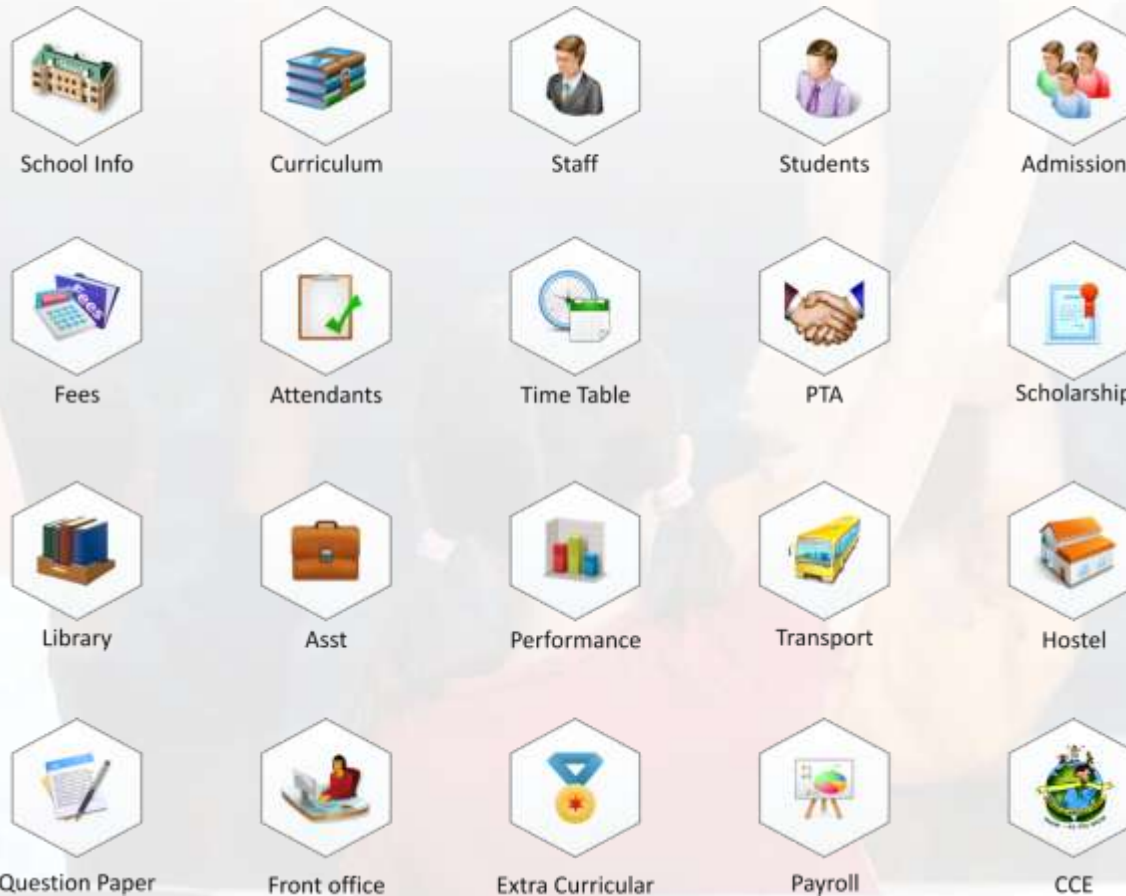 School Info
Curriculum
Staff
Students
Admission
Fees
Fees
Attendants
Time Table
PTA
Scholarship
Library
Asst
Performance
Transport
Hostel
Question Paper
Front office
Extra Curricular
Payroll
CCE